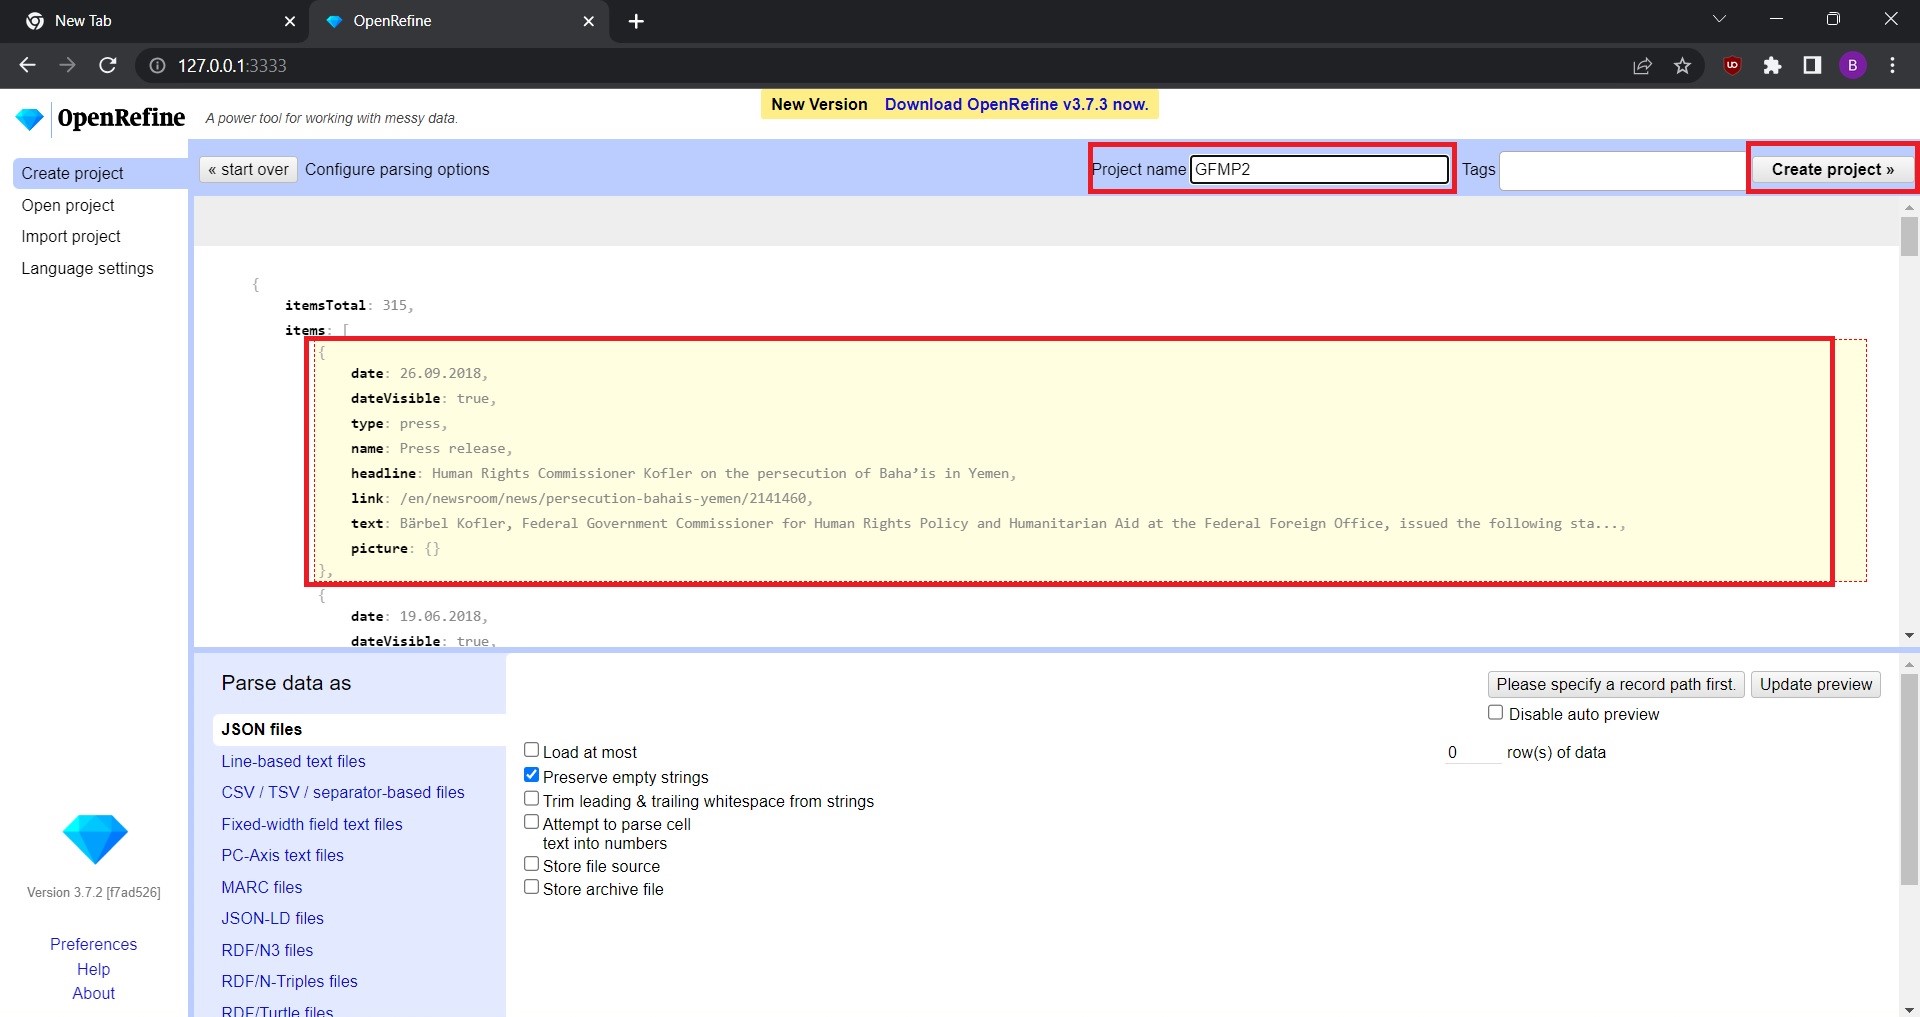 New Tab
OpenRefine
127.0.0.1:3333
B
OpenRefine
A power tool for working with messy data.
New Version Download OpenRefine v3.7.3 now.
Create project
Open project
Import project
Language settings
« start over Configure parsing options
Project name GFMP2
Tags
Create project »
{
itemsTotal: 315,
items: [
{
date: 26.09.2018,
dateVisible: true,
type: press,
name: Press release,
headline: Human Rights Commissioner Kofler on the persecution of Baha’is in Yemen,
link: /en/newsroom/news/persecution-bahais-yemen/2141460,
text: Bärbel Kofler, Federal Government Commissioner for Human Rights Policy and Humanitarian Aid at the Federal Foreign Office, issued the following sta...,
picture: {}
},
{
date: 19.06.2018,
dateVisible: true,
Parse data as
JSON files
Line-based text files
CSV / TSV / separator-based files
Fixed-width field text files
PC-Axis text files
MARC files
JSON-LD files
RDF/N3 files
RDF/N-Triples files
RDF/Turtle files
Please specify a record path first. Update preview
Disable auto preview
Load at most 0 row(s) of data
Preserve empty strings
Trim leading & trailing whitespace from strings
Attempt to parse cell
text into numbers
Store file source
Store archive file
Version 3.7.2 [f7ad526]
Preferences
Help
About